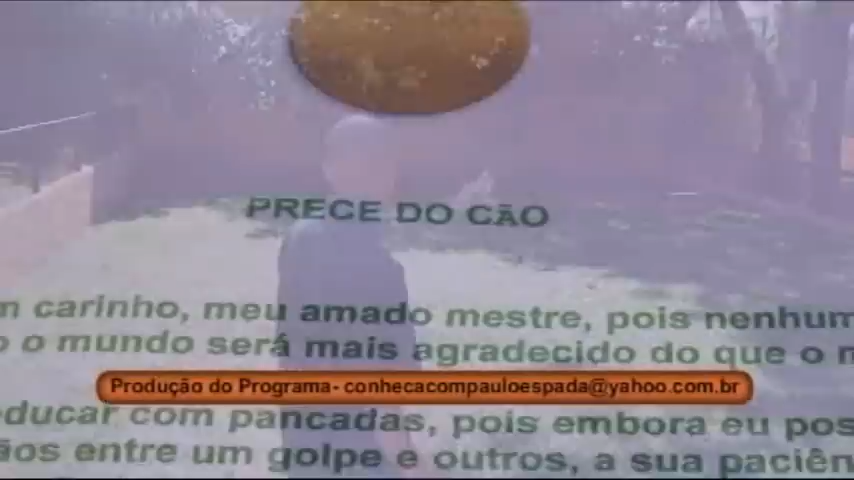 PRECE DO CÃO
carinho, meu amado mestre, pois nenhum
o mundo será mais agradecido do que o
Produção do Programa- conhecacompauloespada@yahoo.com.br
educar com pancadas, pois embora eu pos
ãos entre um golpe e outros, a sua paciên